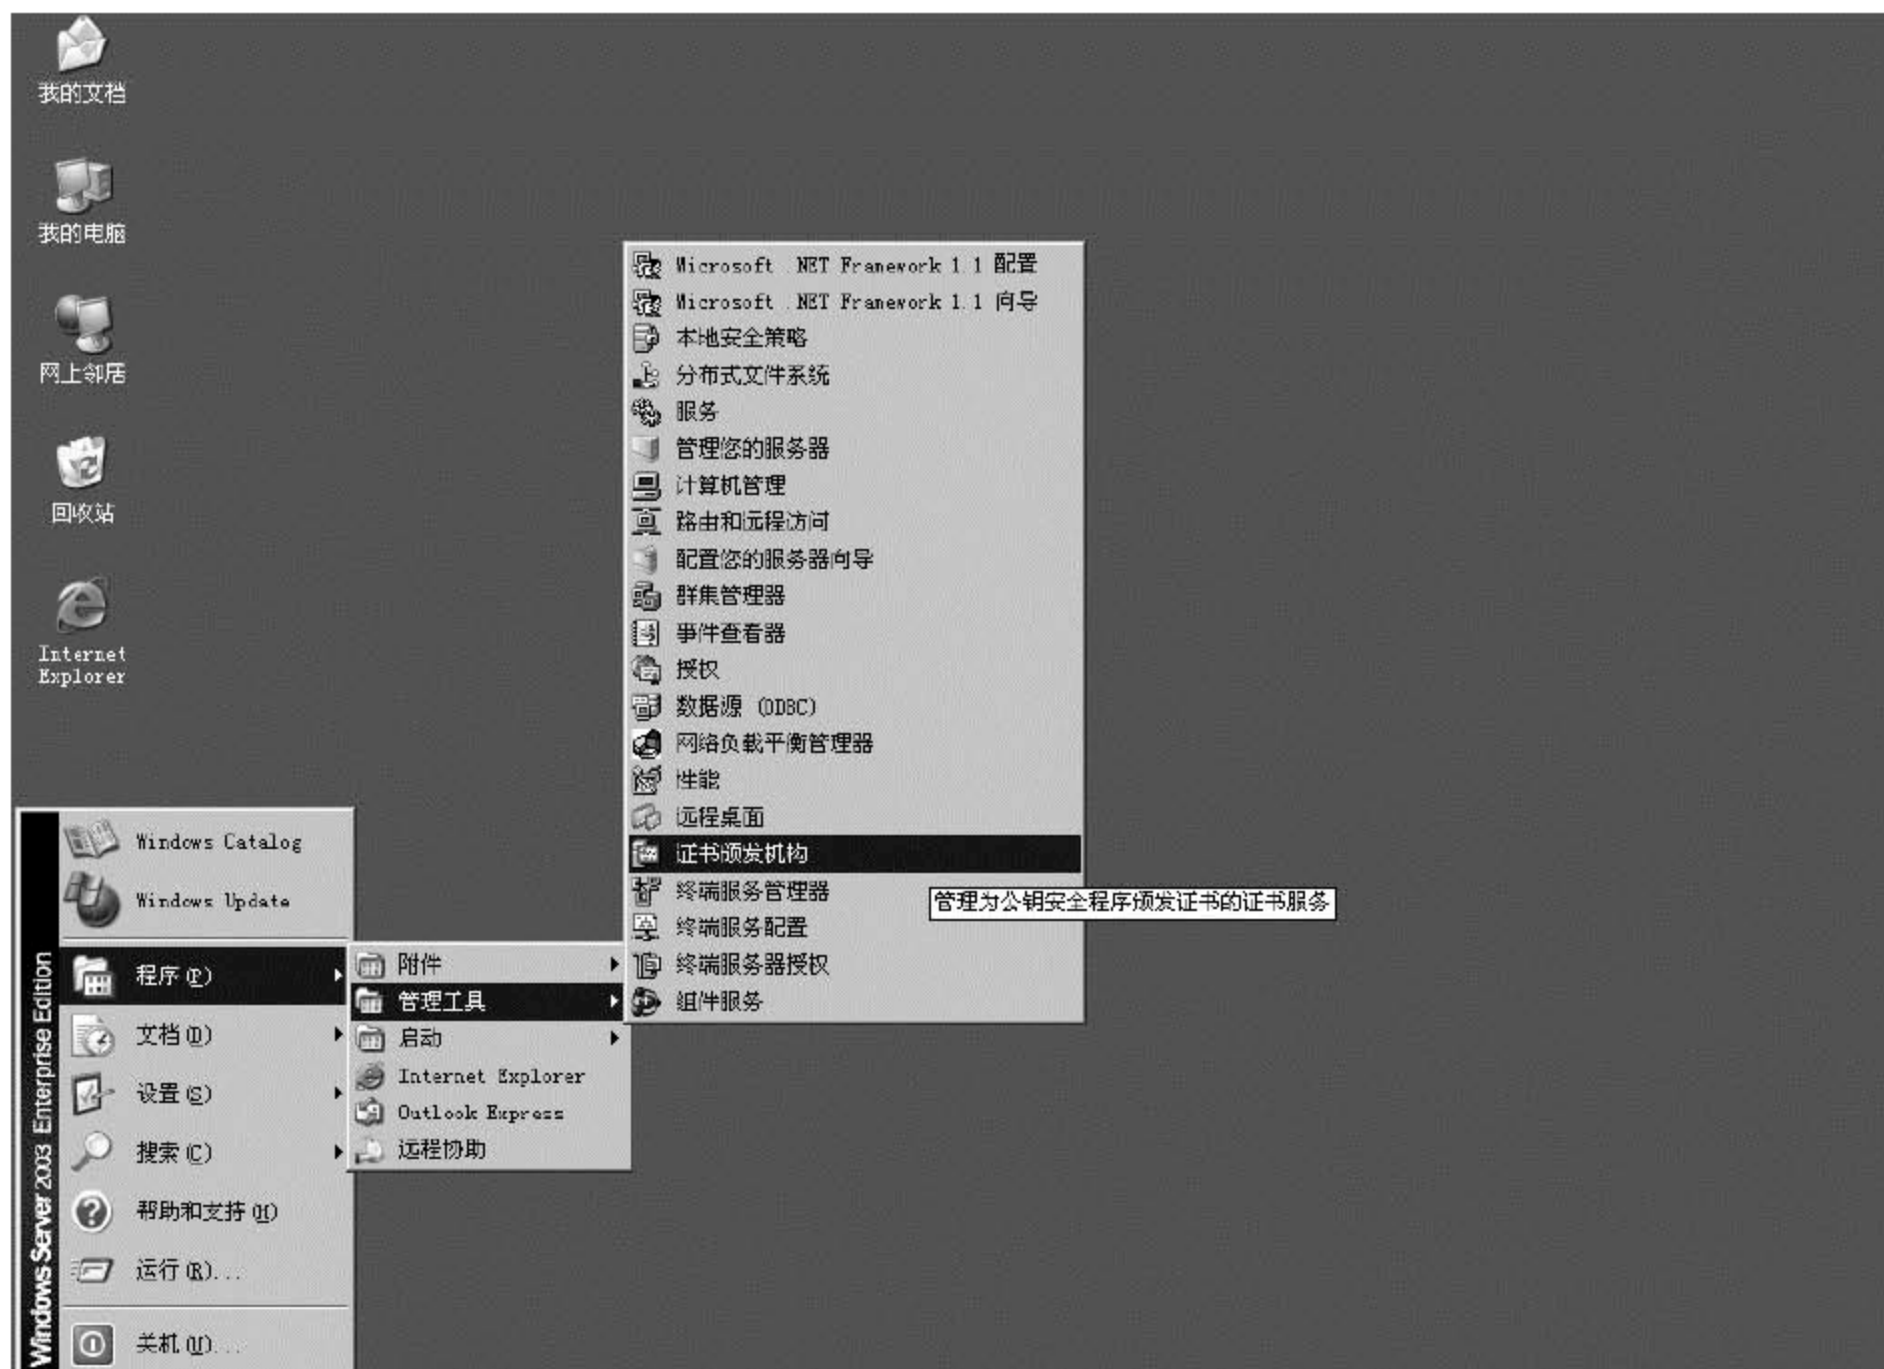 我的文档
我的电脑
网上邻居
回收站
Internet
Explorer
Microsoft .NET Framework 1.1 配置
Microsoft .NET Framework 1.1 向导
本地安全策略
分布式文件系统
服务
管理您的服务器
计算机管理
路由和远程访问
配置您的服务器向导
群集管理器
事件查看器
授权
数据源 (ODBC)
网络负载平衡管理器
性能
远程桌面
证书颁发机构
终端服务管理器
终端服务配置
终端服务器授权
组件服务
管理为公钥安全程序颁发证书的证书服务
Windows Catalog
Windows Update
程序(P)
文档(D)
设置(S)
搜索(C)
帮助和支持(H)
运行(R)...
关机(U)...
Windows Server 2003 Enterprise Edition
附件
管理工具
启动
Internet Explorer
Outlook Express
远程协助